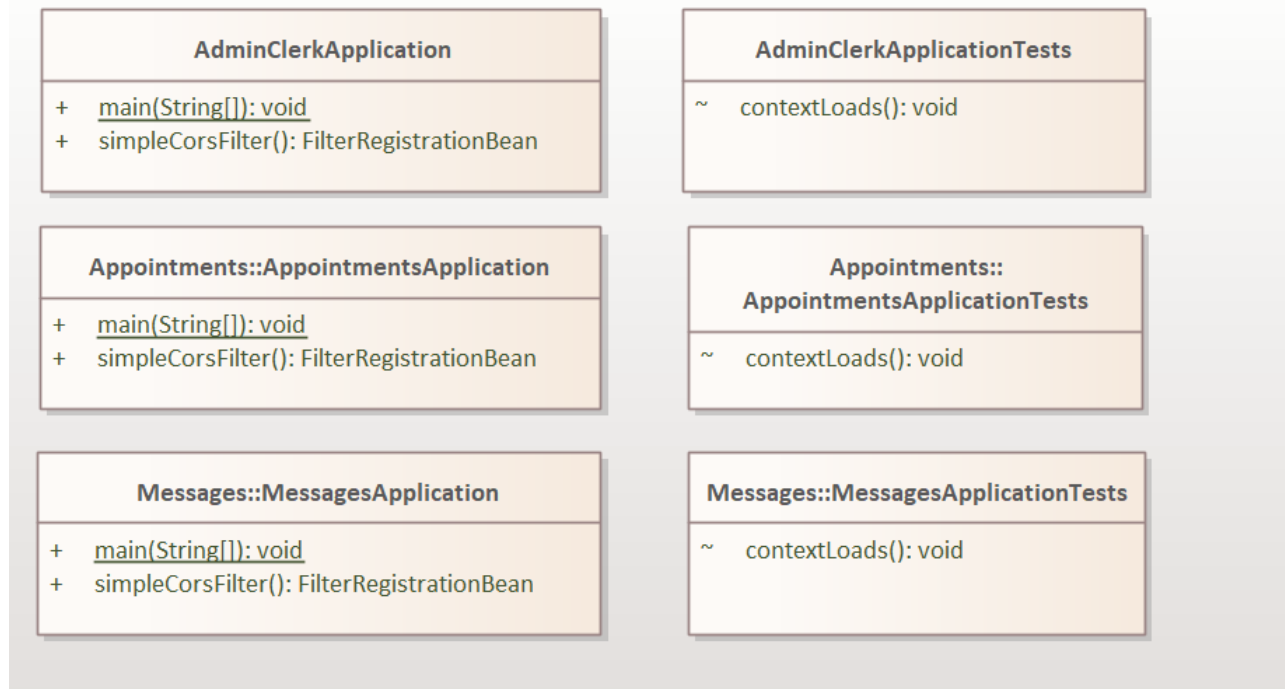 AdminClerkApplication
+ main(String[]): void
+ simpleCorsFilter(): FilterRegistrationBean
AdminClerkApplicationTests
~ contextLoads(): void
Appointments::AppointmentsApplication
+ main(String[]): void
+ simpleCorsFilter(): FilterRegistrationBean
Appointments::
AppointmentsApplicationTests
~ contextLoads(): void
Messages::MessagesApplication
+ main(String[]): void
+ simpleCorsFilter(): FilterRegistrationBean
Messages::MessagesApplicationTests
~ contextLoads(): void